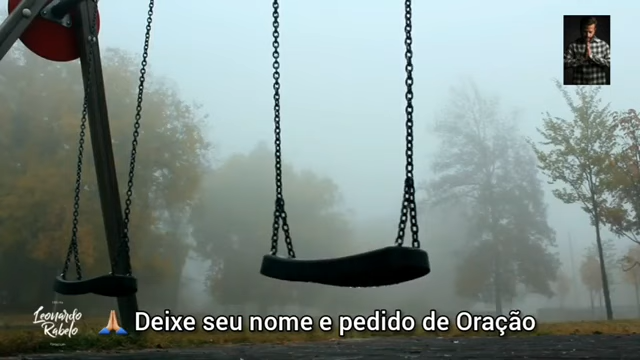 Leonardo
Rabelo
🙏🏼 Deixe seu nome e pedido de Oração